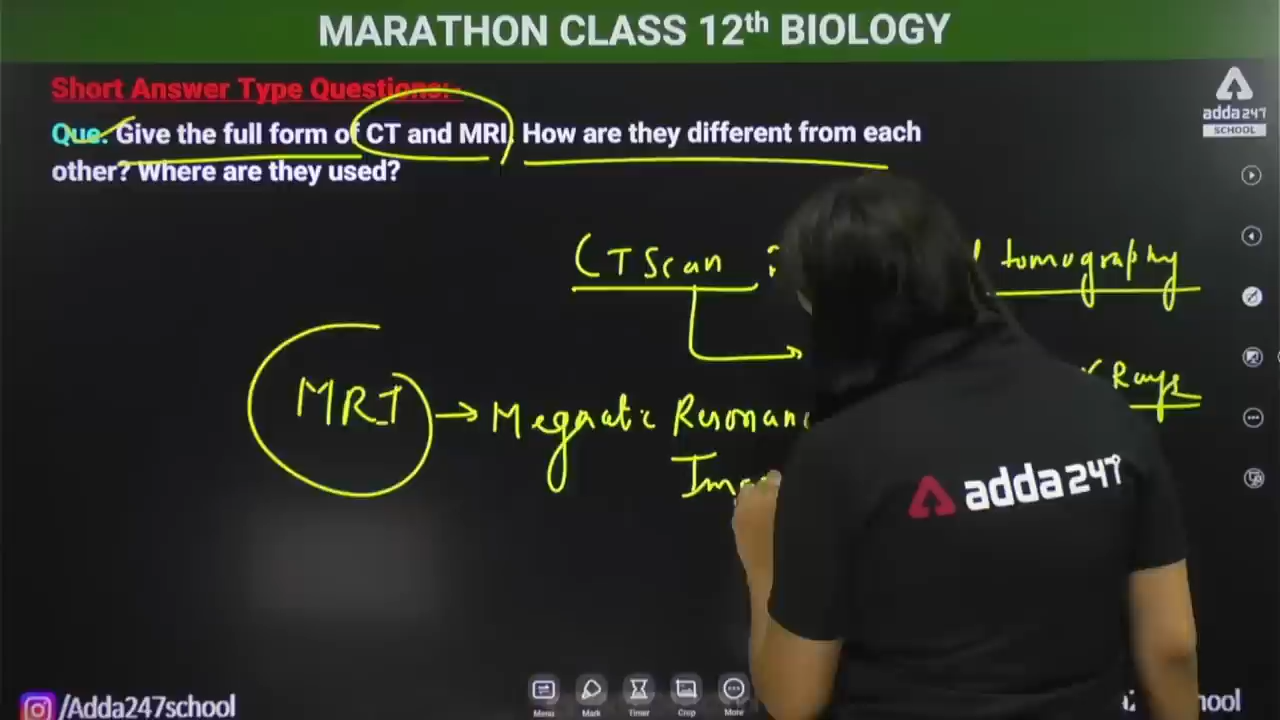 MARATHON CLASS 12th BIOLOGY
Short Answer Type Questions:-
adda247
SCHOOL
Que. Give the full form of CT and MRI. How are they different from each
other? Where are they used?
CT Scan : tomography
X Rays
MRI → Megnatic Resonanc
Imag
adda247
Menu
Mark
Timer
Crop
More
/Adda247school